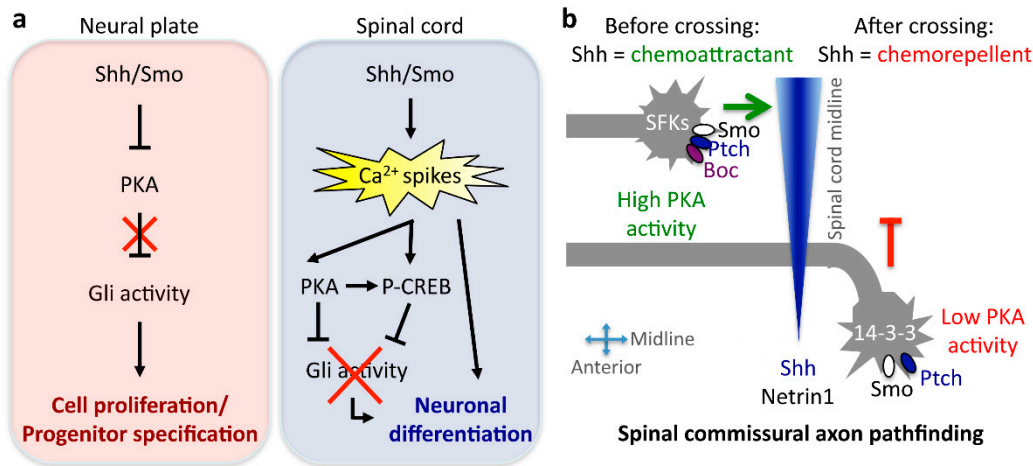 a
Neural plate
Shh/Smo
PKA
Gli activity
Cell proliferation/
Progenitor specification
Spinal cord
Shh/Smo
Ca²⁺ spikes
PKA
P-CREB
Gli activity
Neuronal
differentiation
b
Before crossing:
Shh = chemoattractant
After crossing:
Shh = chemorepellent
SFKs
Smo
Ptch
Boc
High PKA
activity
Spinal cord midline
Midline
Anterior
14-3-3
Low PKA
activity
Smo
Ptch
Shh
Netrin1
Spinal commissural axon pathfinding